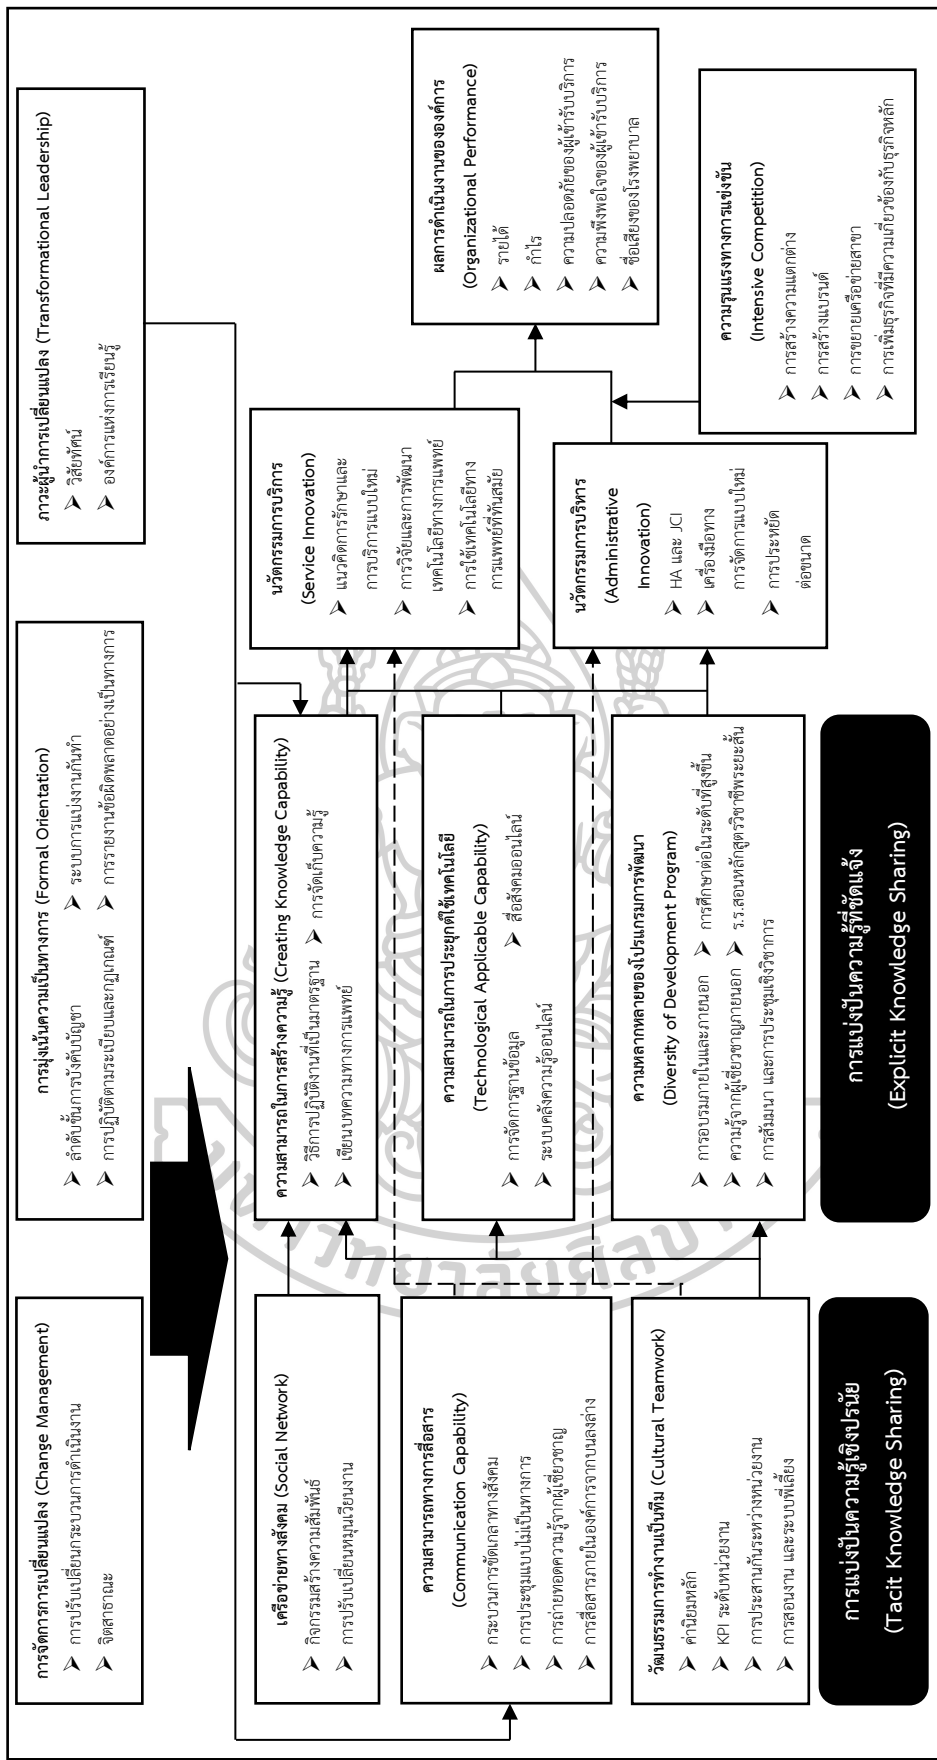 การจัดการการเปลี่ยนแปลง (Change Management)
การปรับเปลี่ยนกระบวนการดำเนินงาน
จิตสาธารณะ
การมุ่งเน้นความเป็นทางการ (Formal Orientation)
ลำดับขั้นการบังคับบัญชา
ระบบการแบ่งงานกันทำ
การปฏิบัติตามระเบียบและกฎเกณฑ์
การรายงานข้อผิดพลาดอย่างเป็นทางการ
ภาวะผู้นำการเปลี่ยนแปลง (Transformational Leadership)
วิสัยทัศน์
องค์การแห่งการเรียนรู้
เครือข่ายทางสังคม (Social Network)
กิจกรรมสร้างความสัมพันธ์
การปรับเปลี่ยนหมุนเวียนงาน
ความสามารถทางการสื่อสาร
(Communication Capability)
กระบวนการขัดเกลาทางสังคม
การประชุมแบบไม่เป็นทางการ
การถ่ายทอดความรู้จากผู้เชี่ยวชาญ
การสื่อสารภายในองค์การจากบนลงล่าง
วัฒนธรรมการทำงานเป็นทีม (Cultural Teamwork)
ค่านิยมหลัก
KPI ระดับหน่วยงาน
การประสานกันระหว่างหน่วยงาน
การสอนงาน และระบบพี่เลี้ยง
การแบ่งปันความรู้เชิงปรนัย
(Tacit Knowledge Sharing)
ความสามารถในการสร้างความรู้ (Creating Knowledge Capability)
วิธีการปฏิบัติงานที่เป็นมาตรฐาน
การจัดเก็บความรู้
เขียนบทความทางการแพทย์
ความสามารถในการประยุกต์ใช้เทคโนโลยี
(Technological Applicable Capability)
การจัดการฐานข้อมูล
สื่อสังคมออนไลน์
ระบบคลังความรู้ออนไลน์
ความหลากหลายของโปรแกรมการพัฒนา
(Diversity of Development Program)
การอบรมภายในและภายนอก
การศึกษาต่อในระดับที่สูงขึ้น
ความรู้จากผู้เชี่ยวชาญภายนอก
ร.ร.สอนหลักสูตรวิชาชีพระยะสั้น
การสัมมนา และการประชุมเชิงวิชาการ
การแบ่งปันความรู้ที่ชัดแจ้ง
(Explicit Knowledge Sharing)
นวัตกรรมการบริการ
(Service Innovation)
แนวคิดการรักษาและ
การบริการแบบใหม่
การวิจัยและการพัฒนา
เทคโนโลยีทางการแพทย์
การใช้เทคโนโลยีทาง
การแพทย์ที่ทันสมัย
นวัตกรรมการบริหาร
(Administrative
Innovation)
HA และ JCI
เครื่องมือทาง
การจัดการแบบใหม่
การประหยัด
ต่อขนาด
ผลการดำเนินงานขององค์การ
(Organizational Performance)
รายได้
กำไร
ความปลอดภัยของผู้เข้ารับบริการ
ความพึงพอใจของผู้เข้ารับบริการ
ชื่อเสียงของโรงพยาบาล
ความรุนแรงทางการแข่งขัน
(Intensive Competition)
การสร้างความแตกต่าง
การสร้างแบรนด์
การขยายเครือข่ายสาขา
การเพิ่มธุรกิจที่มีความเกี่ยวข้องกับธุรกิจหลัก